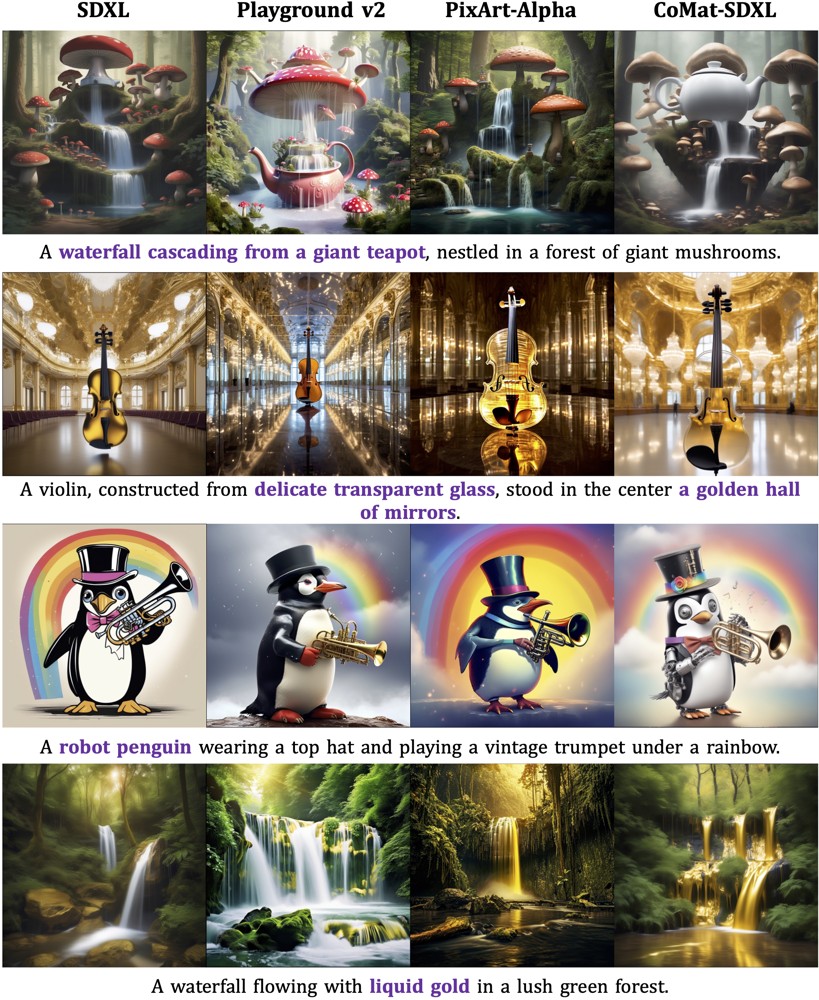 SDXL Playground v2 PixArt-Alpha CoMat-SDXL
A waterfall cascading from a giant teapot, nestled in a forest of giant mushrooms.
A violin, constructed from delicate transparent glass, stood in the center a golden hall
of mirrors.
A robot penguin wearing a top hat and playing a vintage trumpet under a rainbow.
A waterfall flowing with liquid gold in a lush green forest.